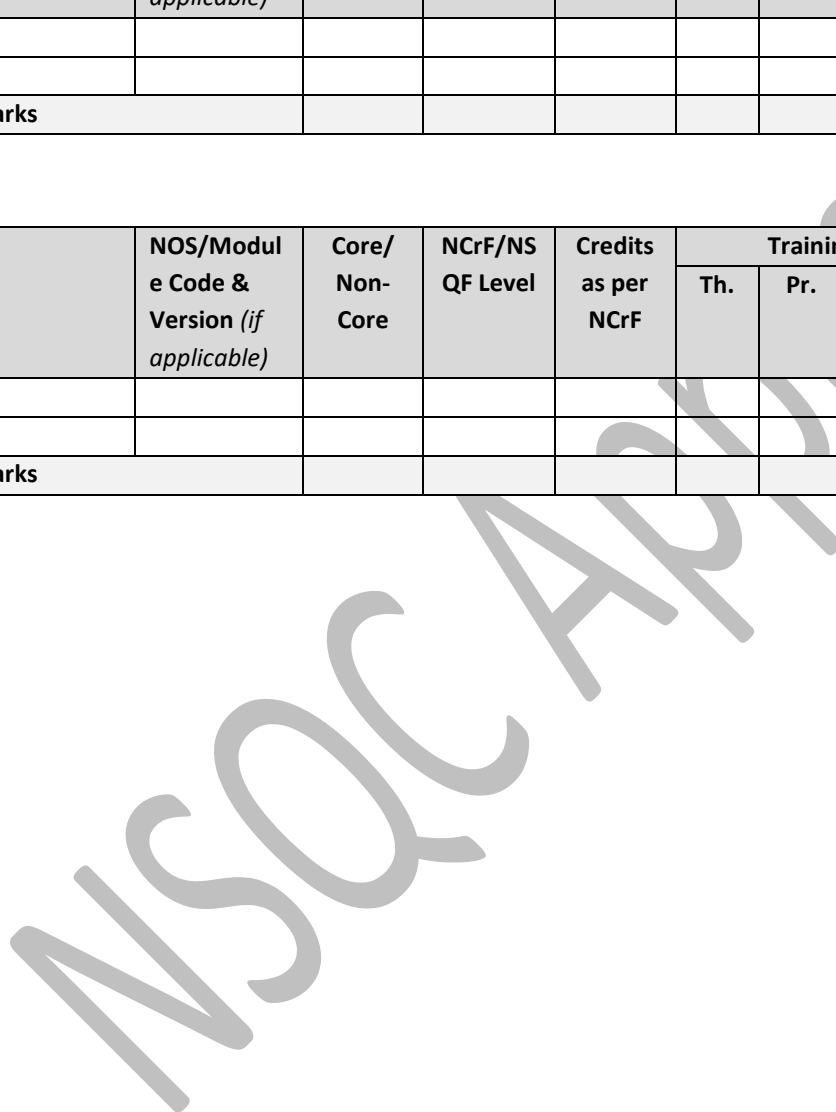 applicable)
arks
NOS/Modul
e Code &
Version (if
applicable)
Core/
Non-
Core
NCrF/NS
QF Level
Credits
as per
NCrF
Trainin
Th.
Pr.
arks
NSQC App